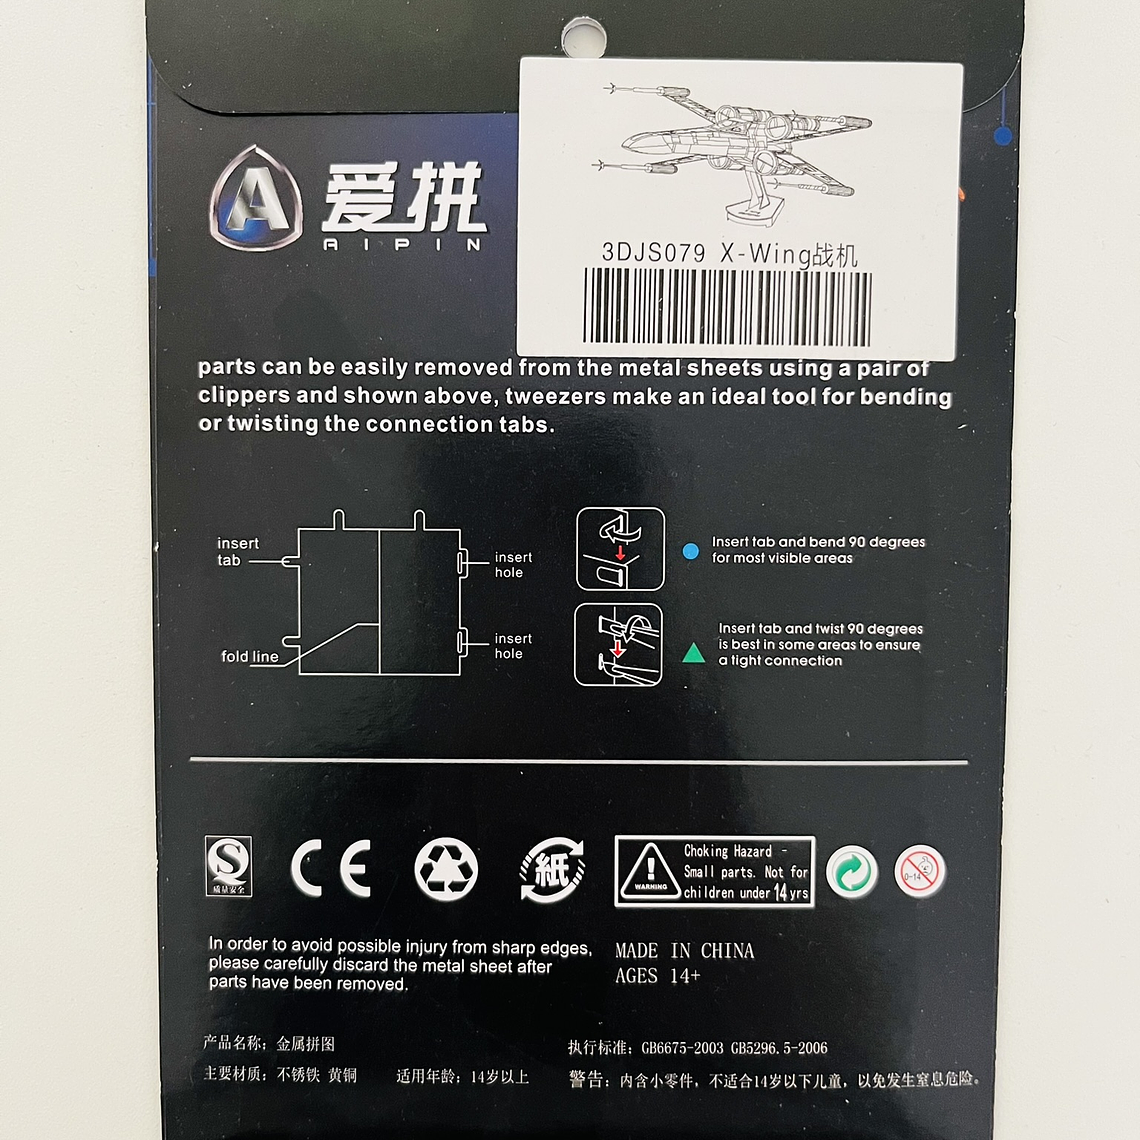 A 爱拼
AIPIN
3DJS079 X-Wing战机
parts can be easily removed from the metal sheets using a pair of
clippers and shown above, tweezers make an ideal tool for bending
or twisting the connection tabs.
insert
tab
insert
hole
fold line
insert
hole
Insert tab and bend 90 degrees
for most visible areas
Insert tab and twist 90 degrees
is best in some areas to ensure
a tight connection
S
质量安全
CE
紙
WARNING
Choking Hazard -
Small parts. Not for
children under 14 yrs
0-14
In order to avoid possible injury from sharp edges,
please carefully discard the metal sheet after
parts have been removed.
MADE IN CHINA
AGES 14+
产品名称：金属拼图
主要材质：不锈铁 黄铜 适用年龄：14岁以上
执行标准：GB6675-2003 GB5296.5-2006
警告：内含小零件，不适合14岁以下儿童，以免发生窒息危险。